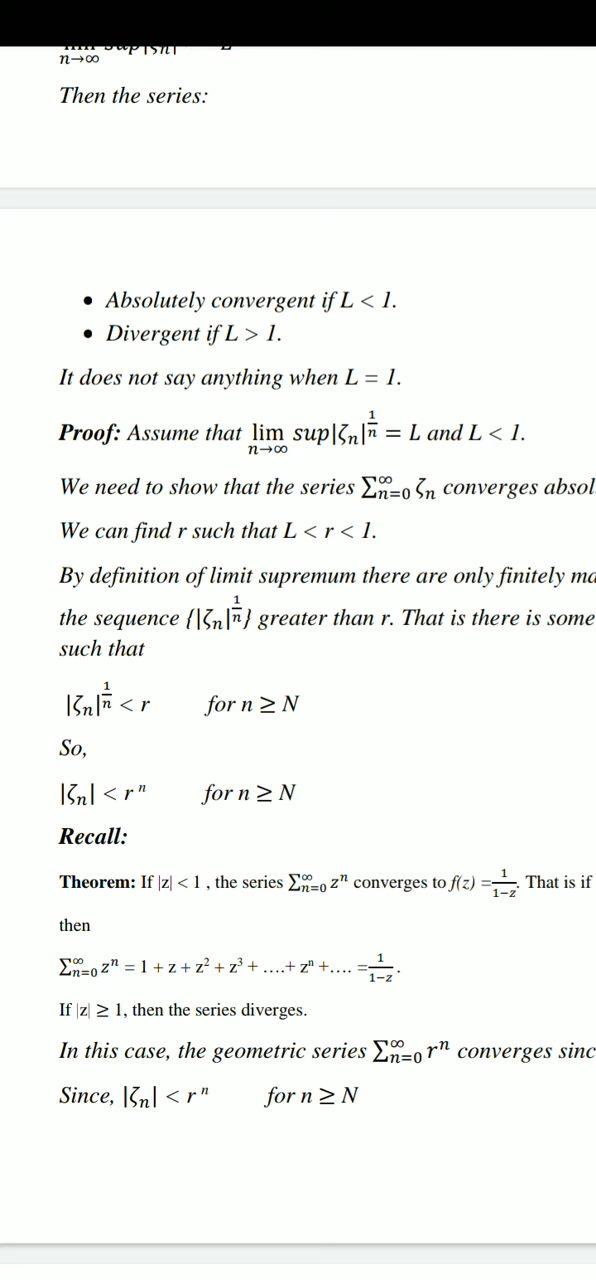 n→∞
Then the series:
• Absolutely convergent if L < 1.
• Divergent if L > 1.
It does not say anything when L = 1.
Proof: Assume that lim sup|ζₙ|^(1/n) = L and L < 1.
n→∞
We need to show that the series ∑_{n=0}^∞ ζₙ converges absol
We can find r such that L < r < 1.
By definition of limit supremum there are only finitely ma
the sequence {|ζₙ|^(1/n)} greater than r. That is there is some
such that
|ζₙ|^(1/n) < r for n ≥ N
So,
|ζₙ| < r ⁿ for n ≥ N
Recall:
Theorem: If |z| < 1 , the series ∑_{n=0}^∞ zⁿ converges to f(z) = 1/(1−z). That is if
then
∑_{n=0}^∞ zⁿ = 1 + z + z² + z³ + ….+ zⁿ +…. = 1/(1−z) .
If |z| ≥ 1, then the series diverges.
In this case, the geometric series ∑_{n=0}^∞ rⁿ converges sinc
Since, |ζₙ| < r ⁿ for n ≥ N